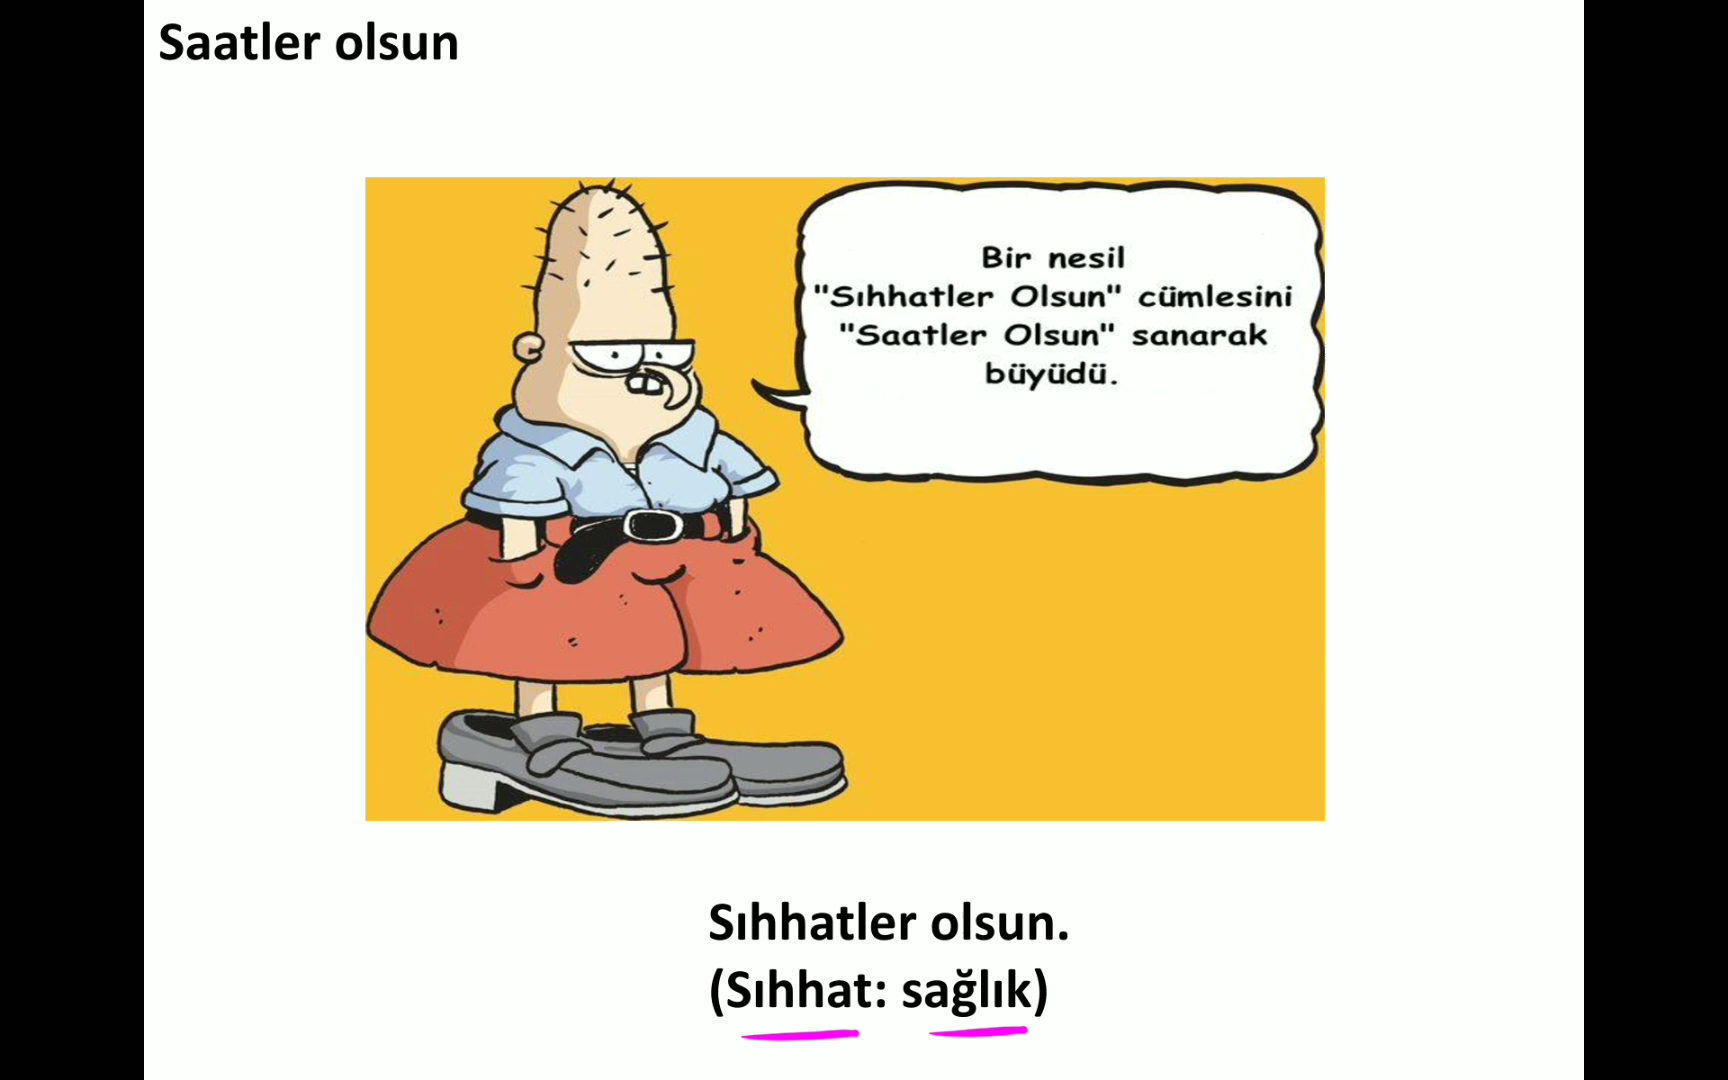 Saatler olsun
Bir nesil
"Sıhhatler Olsun" cümlesini
"Saatler Olsun" sanarak
büyüdü.
Sıhhatler olsun.
(Sıhhat: sağlık)